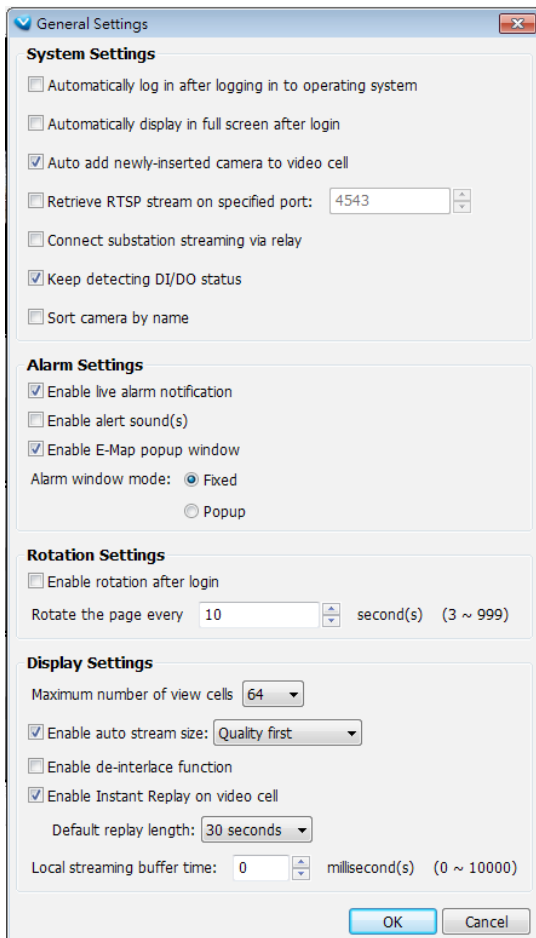 General Settings
System Settings
Automatically log in after logging in to operating system
Automatically display in full screen after login
Auto add newly-inserted camera to video cell
Retrieve RTSP stream on specified port: 4543
Connect substation streaming via relay
Keep detecting DI/DO status
Sort camera by name
Alarm Settings
Enable live alarm notification
Enable alert sound(s)
Enable E-Map popup window
Alarm window mode: Fixed
Popup
Rotation Settings
Enable rotation after login
Rotate the page every 10 second(s) (3 ~ 999)
Display Settings
Maximum number of view cells 64
Enable auto stream size: Quality first
Enable de-interlace function
Enable Instant Replay on video cell
Default replay length: 30 seconds
Local streaming buffer time: 0 millisecond(s) (0 ~ 10000)
OK Cancel